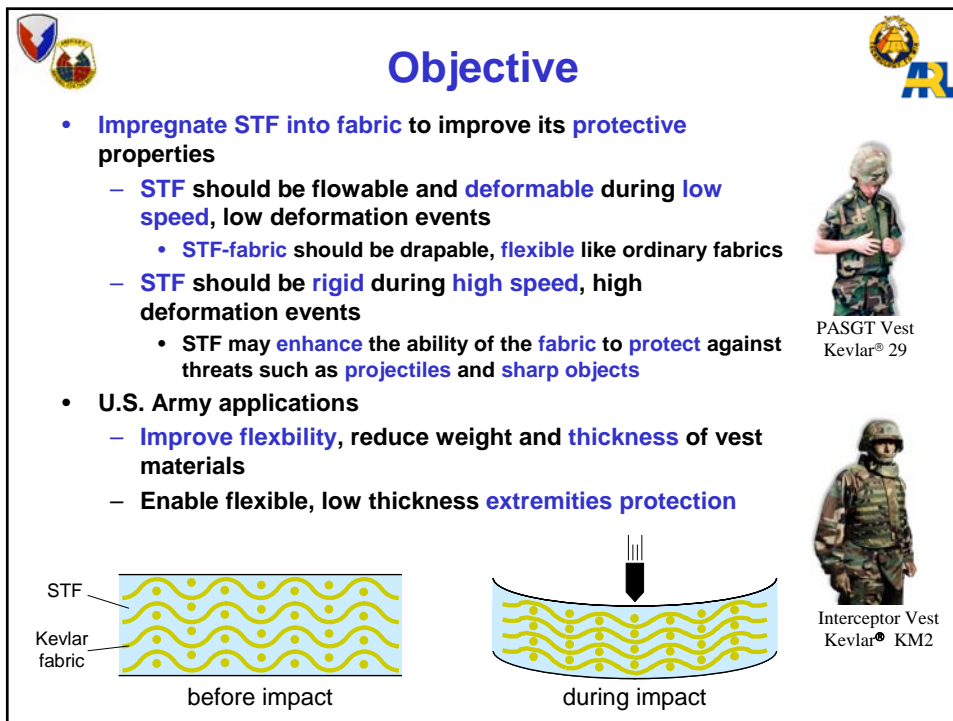 Objective
• Impregnate STF into fabric to improve its protective
properties
– STF should be flowable and deformable during low
speed, low deformation events
• STF-fabric should be drapable, flexible like ordinary fabrics
– STF should be rigid during high speed, high
deformation events
• STF may enhance the ability of the fabric to protect against
threats such as projectiles and sharp objects
• U.S. Army applications
– Improve flexbility, reduce weight and thickness of vest
materials
– Enable flexible, low thickness extremities protection
ARL
PASGT Vest
Kevlar® 29
Interceptor Vest
Kevlar® KM2
STF
Kevlar
fabric
before impact
during impact